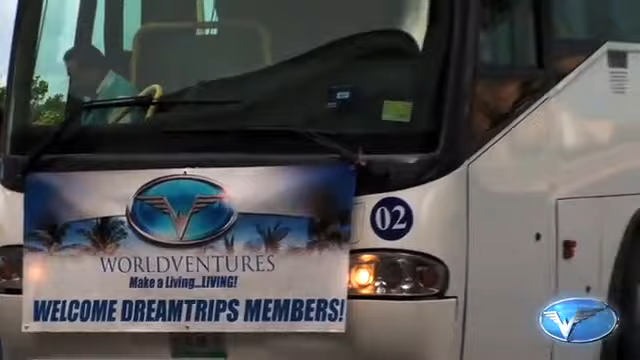 02
WORLDVENTURES
Make a Living...LIVING!
WELCOME DREAMTRIPS MEMBERS!